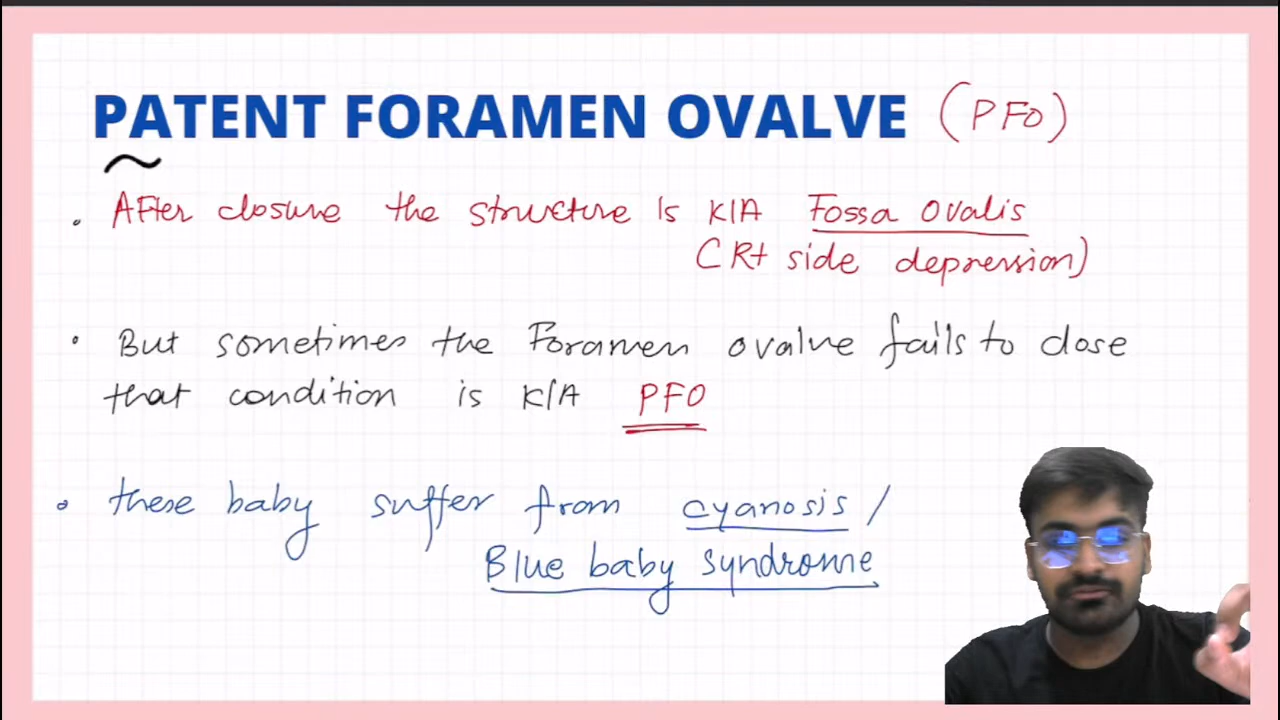 PATENT FORAMEN OVALVE (PFO)
After closure the structure is K/A Fossa ovalis
(Rt side depression)
But sometimes the Foramen ovalve fails to close
that condition is K/A PFO
these baby suffer from cyanosis /
Blue baby syndrome